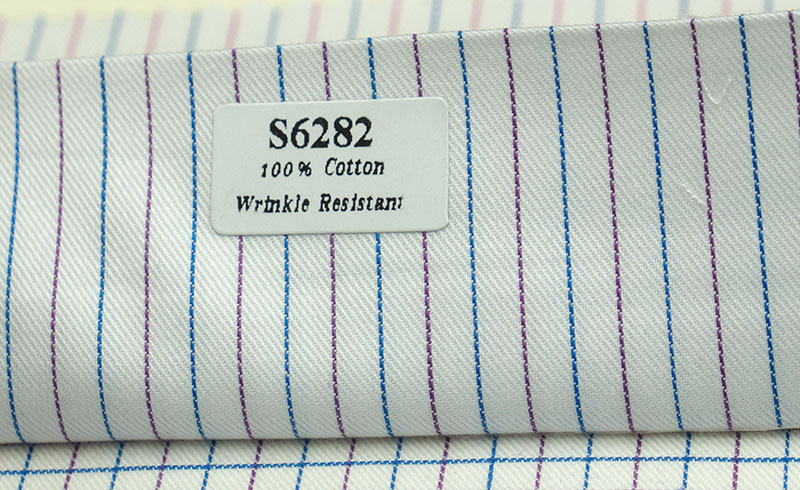 S6282
100% Cotton
Wrinkle Resistant